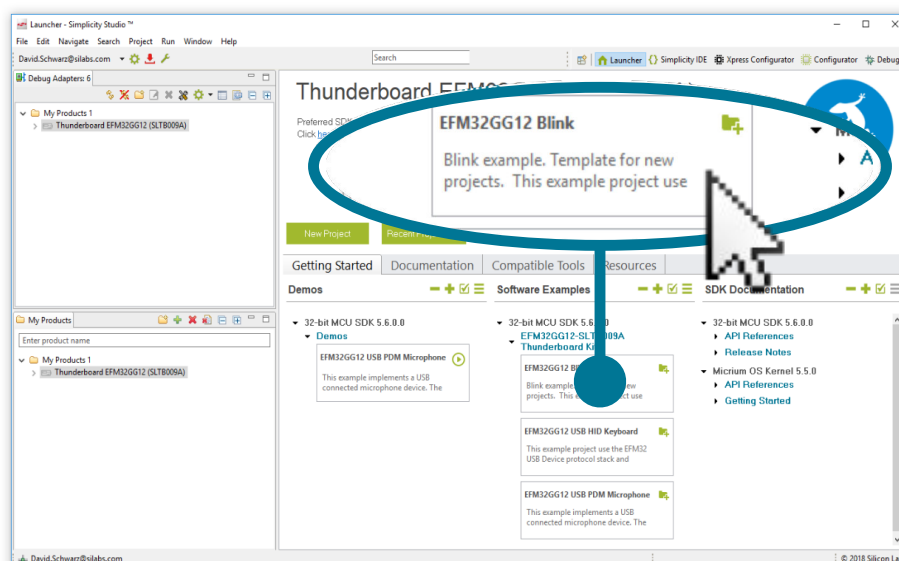 Launcher - Simplicity Studio ™
File Edit Navigate Search Project Run Window Help
David.Schwarz@silabs.com
Search
Launcher
Simplicity IDE
Xpress Configurator
Configurator
Debug
Debug Adapters: 6
My Products 1
Thunderboard EFM32GG12 (SLTB009A)
Thunderboard
Preferred
Click
EFM32GG12 Blink
Blink example. Template for new
projects. This example project use
A
New Project
Recent
Getting Started
Documentation
Compatible Tools
Resources
Demos
Software Examples
SDK Documentation
32-bit MCU SDK 5.6.0.0
Demos
EFM32GG12 USB PDM Microphone
This example implements a USB
connected microphone device. The
32-bit MCU SDK 5.6.0.0
EFM32GG12-SLTB009A
Thunderboard
EFM32GG12
Blink example
projects. This use
EFM32GG12 USB HID Keyboard
This example project use the EFM32
USB Device protocol stack and
EFM32GG12 USB PDM Microphone
This example implements a USB
connected microphone device. The
32-bit MCU SDK 5.6.0.0
API References
Release Notes
Micrium OS Kernel 5.5.0
API References
Getting Started
My Products
Enter product name
My Products 1
Thunderboard EFM32GG12 (SLTB009A)
David.Schwarz@silabs.com
© 2018 Silicon La